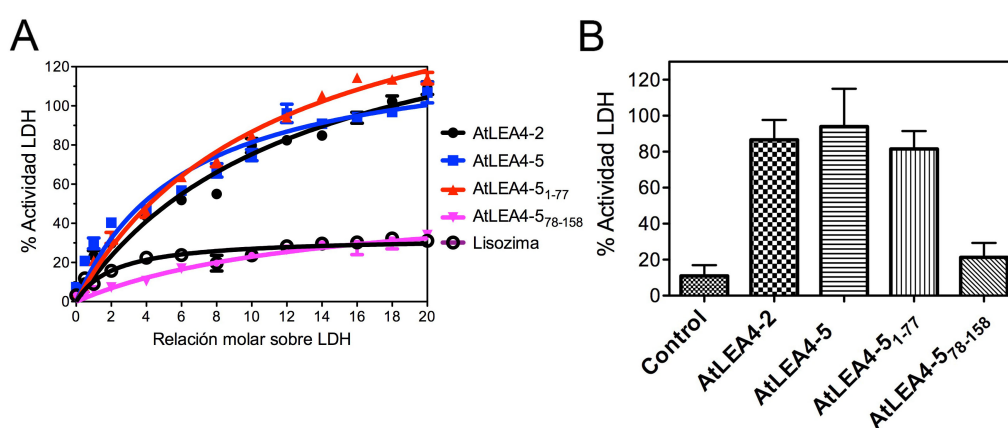 A
% Actividad LDH
120
100
80
60
40
20
0
0 2 4 6 8 10 12 14 16 18 20
Relación molar sobre LDH
AtLEA4-2
AtLEA4-5
AtLEA4-51-77
AtLEA4-578-158
Lisozima
B
% Actividad LDH
120
100
80
60
40
20
0
Control
AtLEA4-2
AtLEA4-5
AtLEA4-51-77
AtLEA4-578-158